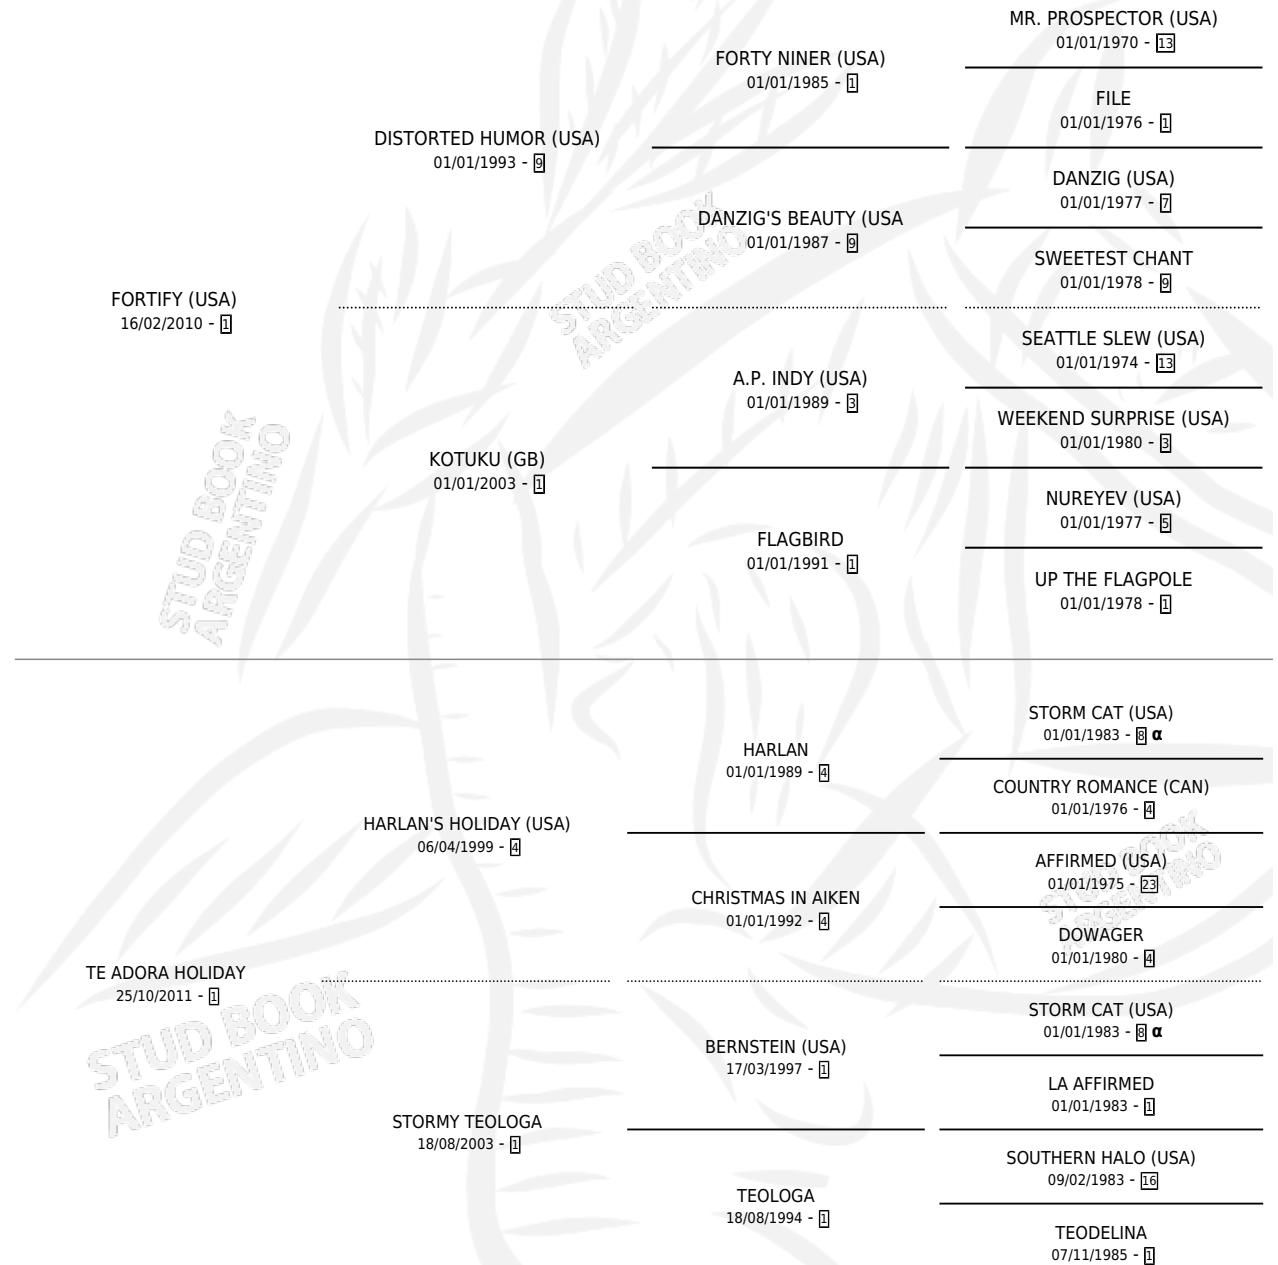 MR. PROSPECTOR (USA)
01/01/1970 - 13
FORTY NINER (USA)
01/01/1985 - 1
FILE
01/01/1976 - 1
DISTORTED HUMOR (USA)
01/01/1993 - 9
DANZIG (USA)
01/01/1977 - 7
DANZIG'S BEAUTY (USA
01/01/1987 - 9
SWEETEST CHANT
01/01/1978 - 9
FORTIFY (USA)
16/02/2010 - 1
SEATTLE SLEW (USA)
01/01/1974 - 13
A.P. INDY (USA)
01/01/1989 - 3
WEEKEND SURPRISE (USA)
01/01/1980 - 3
KOTUKU (GB)
01/01/2003 - 1
NUREYEV (USA)
01/01/1977 - 5
FLAGBIRD
01/01/1991 - 1
UP THE FLAGPOLE
01/01/1978 - 1
STORM CAT (USA)
01/01/1983 - 8 α
HARLAN
01/01/1989 - 4
COUNTRY ROMANCE (CAN)
01/01/1976 - 4
HARLAN'S HOLIDAY (USA)
06/04/1999 - 4
AFFIRMED (USA)
01/01/1975 - 23
CHRISTMAS IN AIKEN
01/01/1992 - 4
DOWAGER
01/01/1980 - 4
TE ADORA HOLIDAY
25/10/2011 - 1
STORM CAT (USA)
01/01/1983 - 8 α
BERNSTEIN (USA)
17/03/1997 - 1
LA AFFIRMED
01/01/1983 - 1
STORMY TEOLOGA
18/08/2003 - 1
SOUTHERN HALO (USA)
09/02/1983 - 16
TEOLOGA
18/08/1994 - 1
TEODELINA
07/11/1985 - 1
STUD BOOK
ARGENTINO
STUD BOOK
ARGENTINO
STUD BOOK
ARGENTINO
STUD BOOK
ARGENTINO